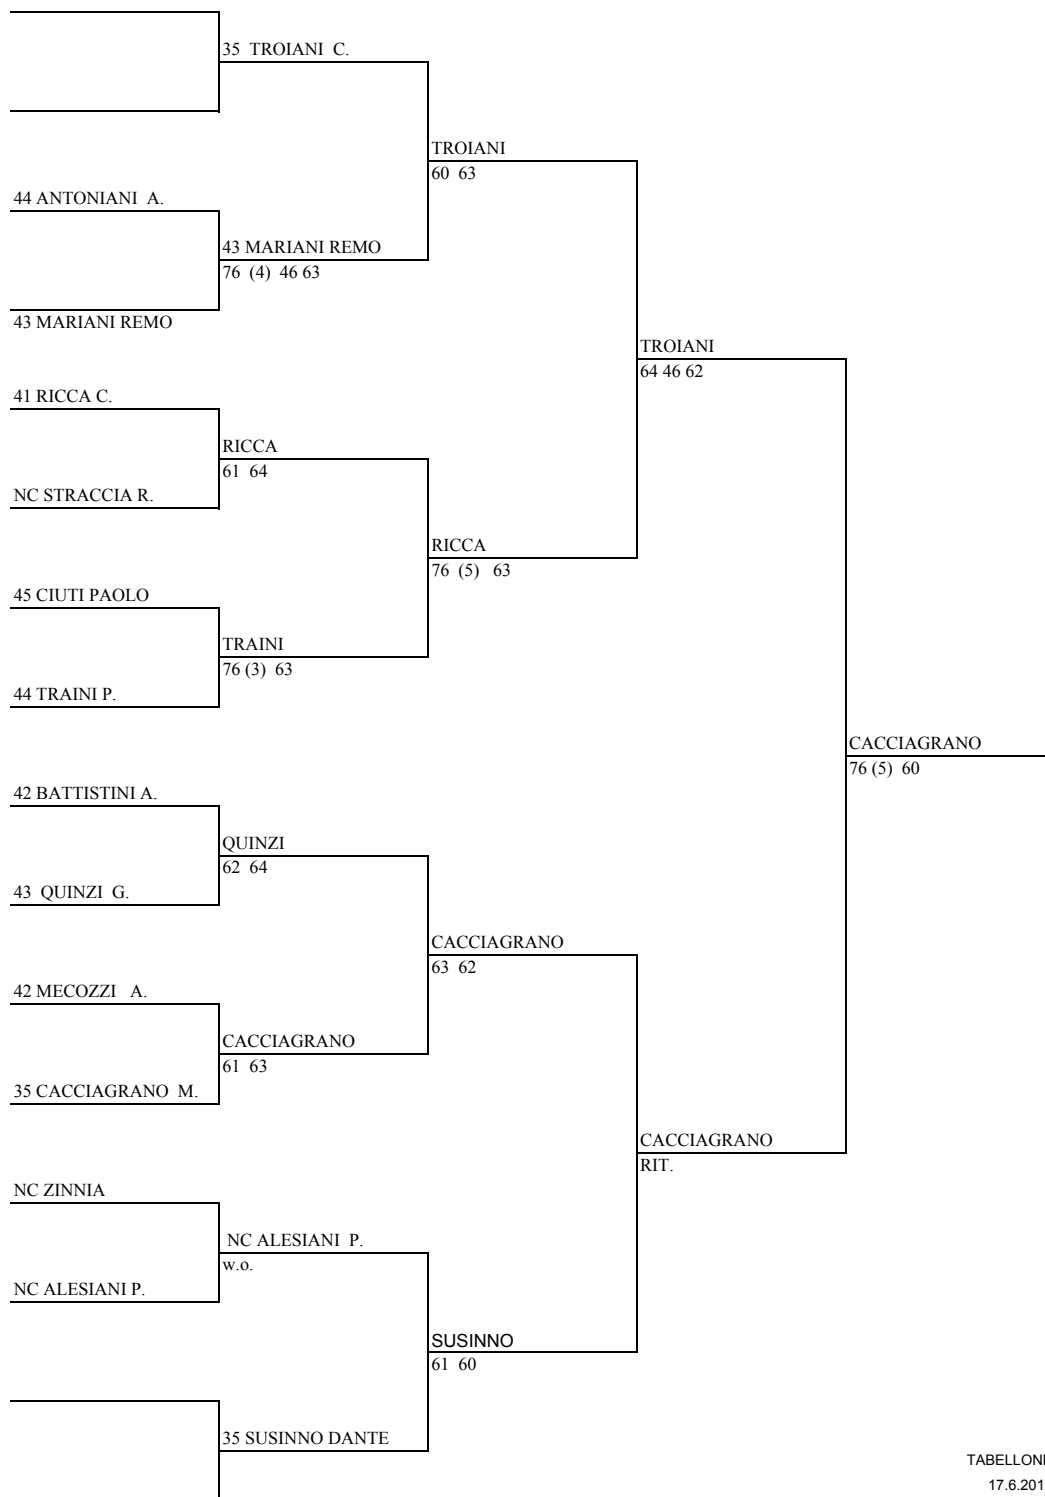 35 TROIANI C.
TROIANI
60 63
44 ANTONIANI A.
43 MARIANI REMO
76 (4) 46 63
43 MARIANI REMO
TROIANI
64 46 62
41 RICCA C.
RICCA
61 64
NC STRACCIA R.
RICCA
76 (5) 63
45 CIUTI PAOLO
TRAINI
76 (3) 63
44 TRAINI P.
CACCIAGRANO
76 (5) 60
42 BATTISTINI A.
QUINZI
62 64
43 QUINZI G.
CACCIAGRANO
63 62
42 MECOZZI A.
CACCIAGRANO
61 63
35 CACCIAGRANO M.
CACCIAGRANO
RIT.
NC ZINNIA
NC ALESIANI P.
w.o.
NC ALESIANI P.
SUSINNO
61 60
35 SUSINNO DANTE
TABELLON
17.6.201